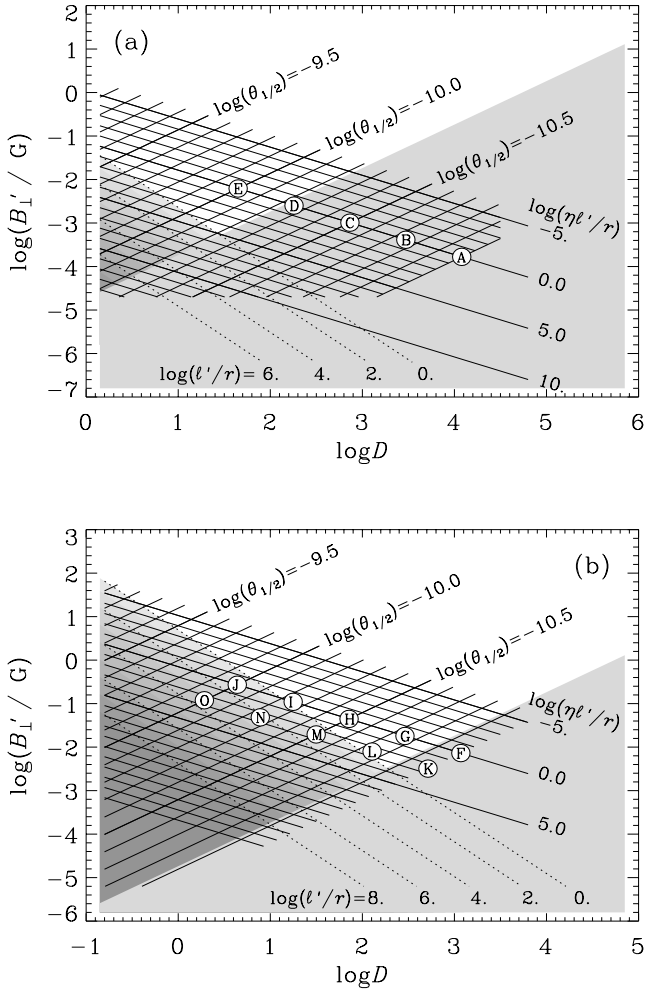 (a)
2
1
0
−1
−2
−3
−4
−5
−6
−7
log(B⊥′ / G)
log(θ1/2)=−9.5
log(θ1/2)=−10.0
log(θ1/2)=−10.5
E
D
C
B
A
log(ηℓ′/r)
−5.
0.0
5.0
10.
log(ℓ′/r)= 6. 4. 2. 0.
0 1 2 3 4 5 6
logD
(b)
3
2
1
0
−1
−2
−3
−4
−5
−6
log(B⊥′ / G)
log(θ1/2)=−9.5
log(θ1/2)=−10.0
log(θ1/2)=−10.5
log(ηℓ′/r)
−5.
0.0
5.0
J
O
I
N
H
M
G
L
F
K
log(ℓ′/r)=8. 6. 4. 2. 0.
−1 0 1 2 3 4 5
logD